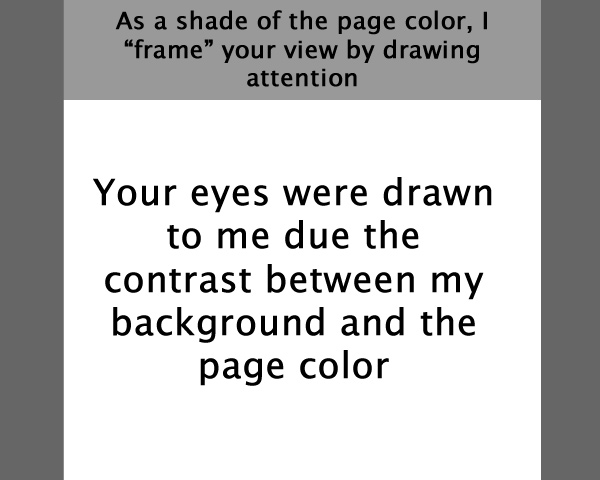 As a shade of the page color, I
“frame” your view by drawing
attention
Your eyes were drawn
to me due the
contrast between my
background and the
page color